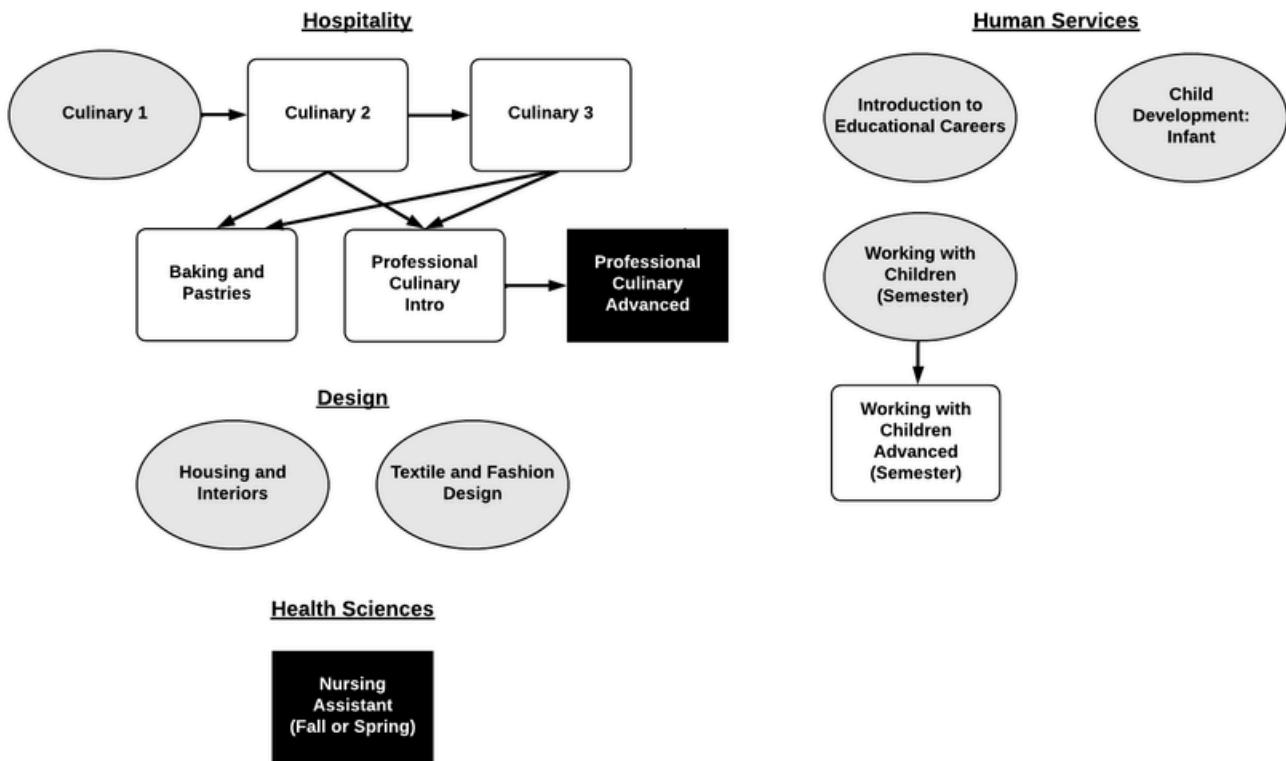 Hospitality
Culinary 1
Culinary 2
Culinary 3
Baking and
Pastries
Professional
Culinary
Intro
Professional
Culinary
Advanced
Design
Housing and
Interiors
Textile and Fashion
Design
Health Sciences
Nursing
Assistant
(Fall or Spring)
Human Services
Introduction to
Educational Careers
Child
Development:
Infant
Working with
Children
(Semester)
Working with
Children
Advanced
(Semester)